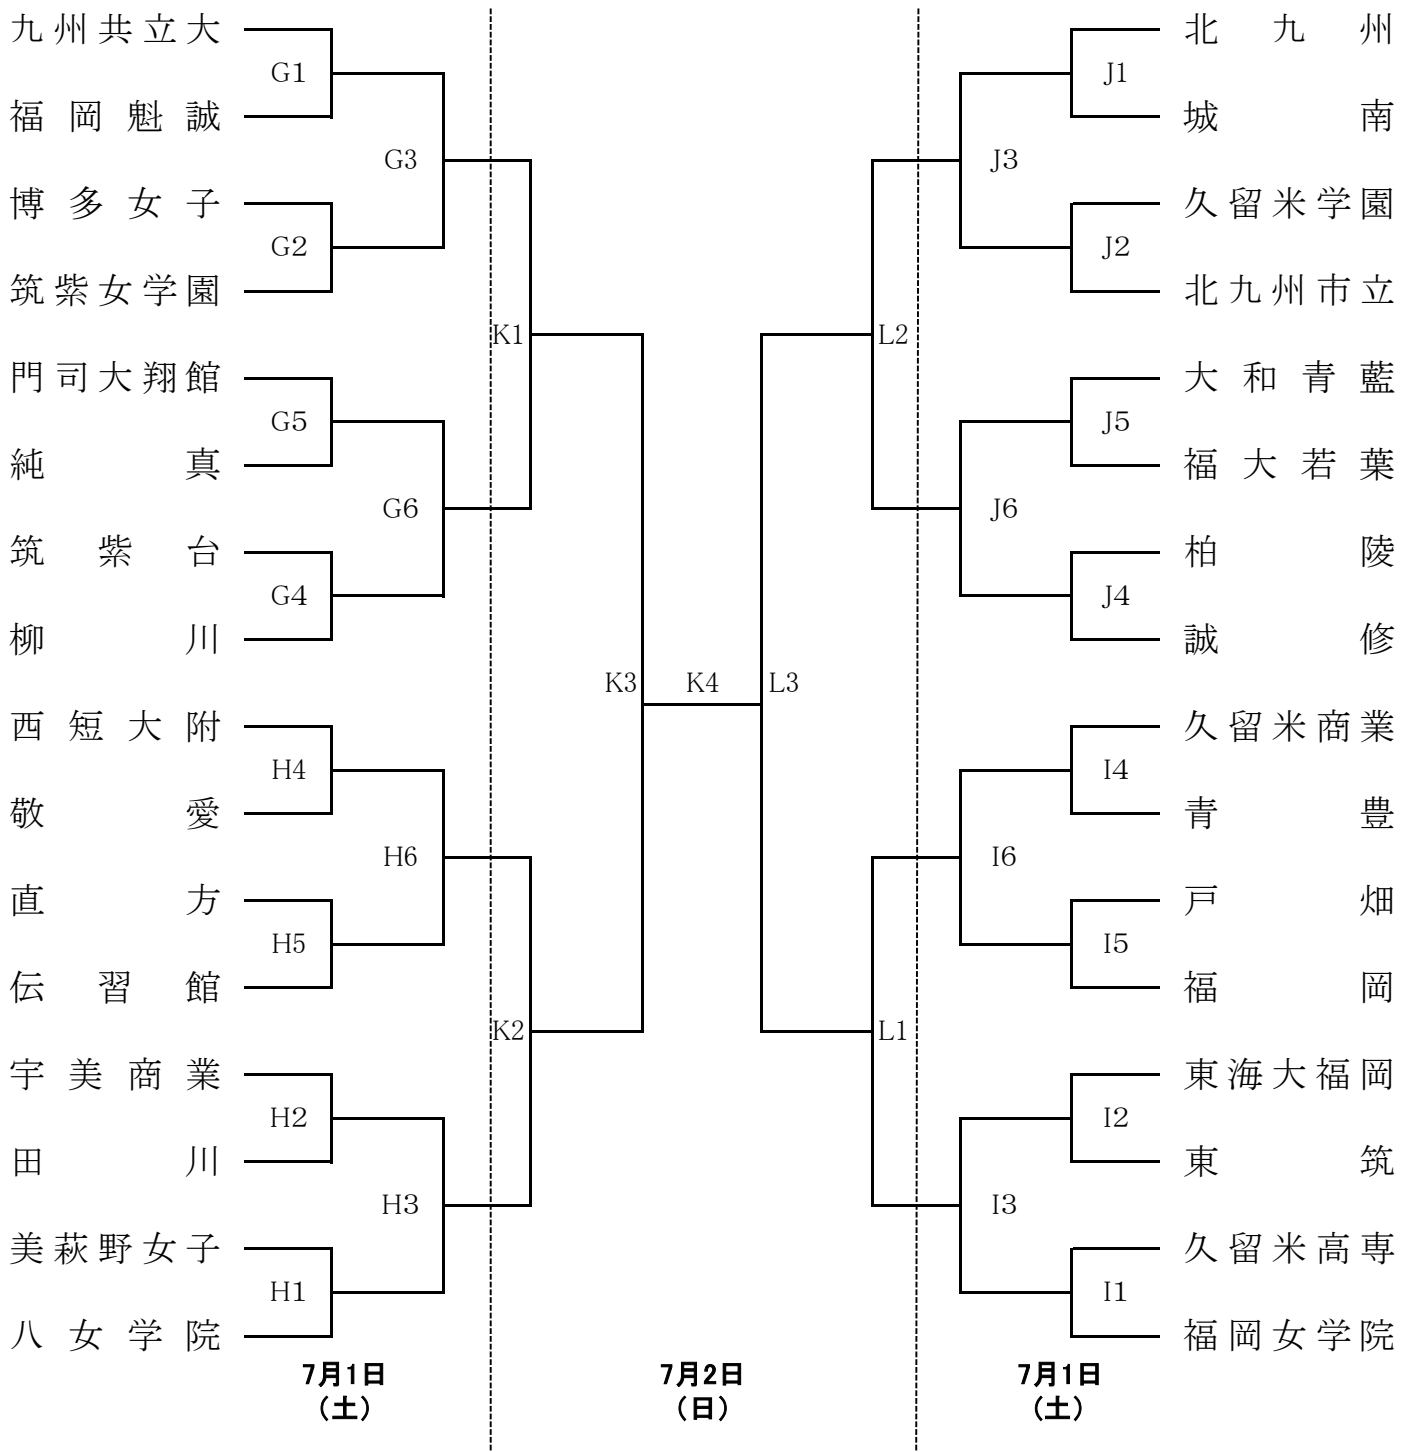 九州共立大 北九州
G1 J1
福岡魁誠 城南
G3 J3
博多女子 久留米学園
G2 J2
筑紫女学園 北九州市立
K1 L2
門司大翔館 大和青藍
G5 J5
純真 福大若葉
G6 J6
筑紫台 柏陵
G4 J4
柳川 誠修
K3 K4 L3
西短大附 久留米商業
H4 I4
敬愛 青豊
H6 I6
直方 戸畑
H5 I5
伝習館 福岡
K2 L1
宇美商業 東海大福岡
H2 I2
田川 東筑
H3 I3
美萩野女子 久留米高専
H1 I1
八女学院 福岡女学院
7月1日 7月2日 7月1日
(土) (日) (土)